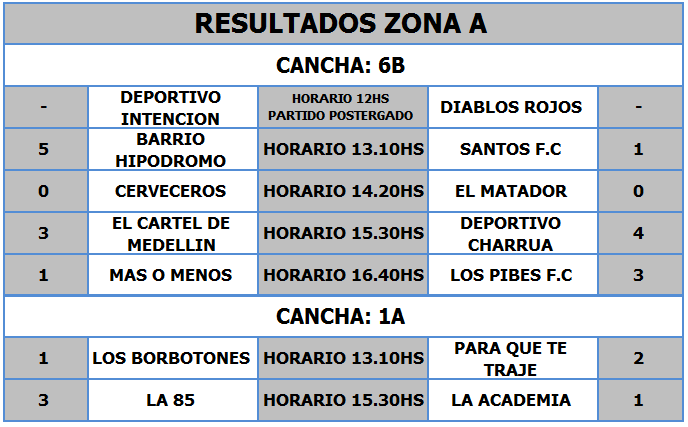 RESULTADOS ZONA A
CANCHA: 6B
- DEPORTIVO INTENCION HORARIO 12HS PARTIDO POSTERGADO DIABLOS ROJOS -
5 BARRIO HIPODROMO HORARIO 13.10HS SANTOS F.C 1
0 CERVECEROS HORARIO 14.20HS EL MATADOR 0
3 EL CARTEL DE MEDELLIN HORARIO 15.30HS DEPORTIVO CHARRUA 4
1 MAS O MENOS HORARIO 16.40HS LOS PIBES F.C 3
CANCHA: 1A
1 LOS BORBOTONES HORARIO 13.10HS PARA QUE TE TRAJE 2
3 LA 85 HORARIO 15.30HS LA ACADEMIA 1